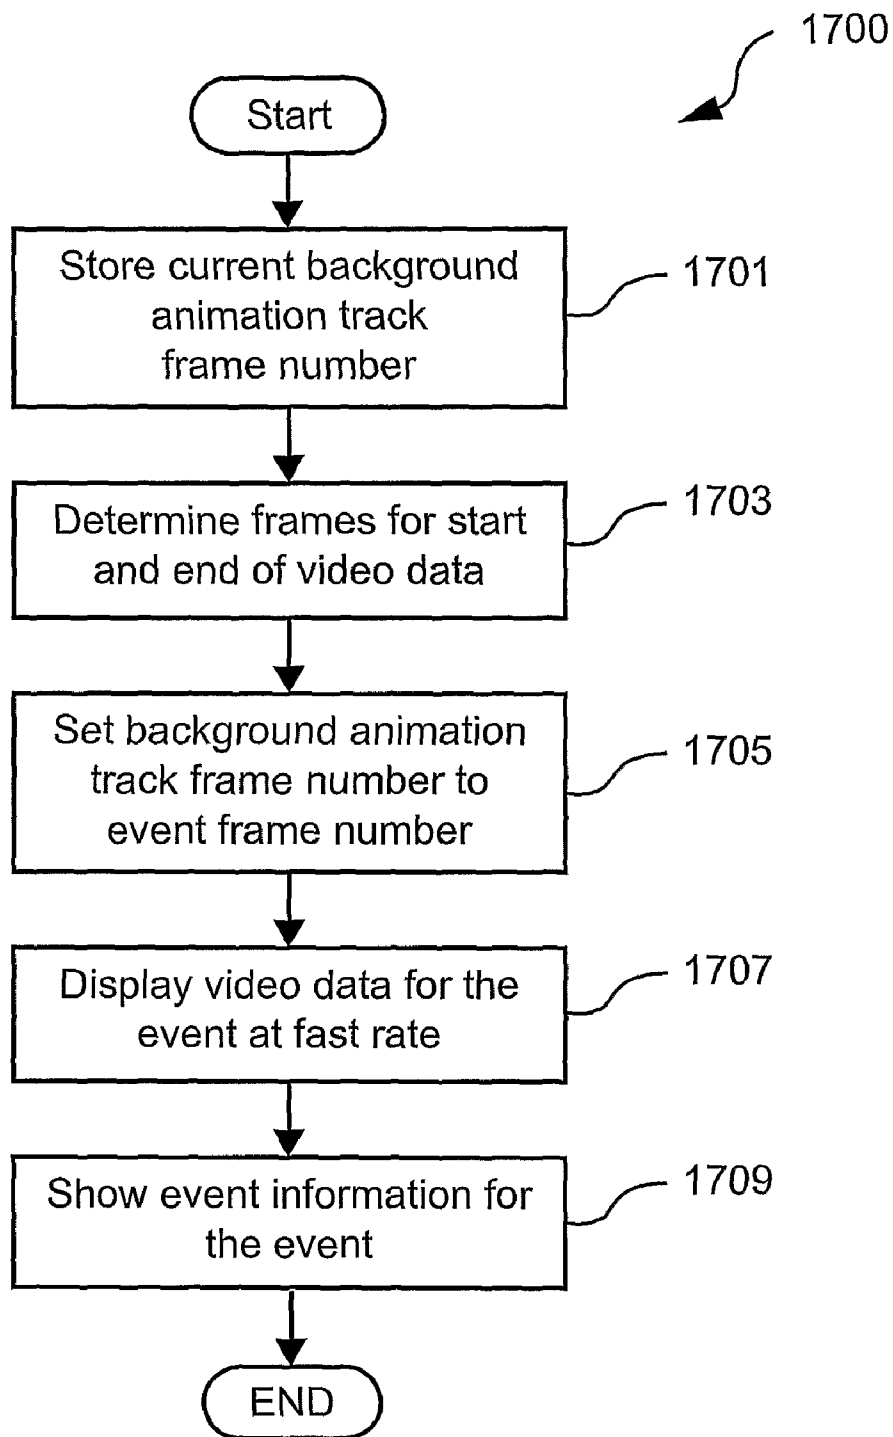 1700
Start
Store current background
animation track
frame number
1701
Determine frames for start
and end of video data
1703
Set background animation
track frame number to
event frame number
1705
Display video data for the
event at fast rate
1707
Show event information for
the event
1709
END